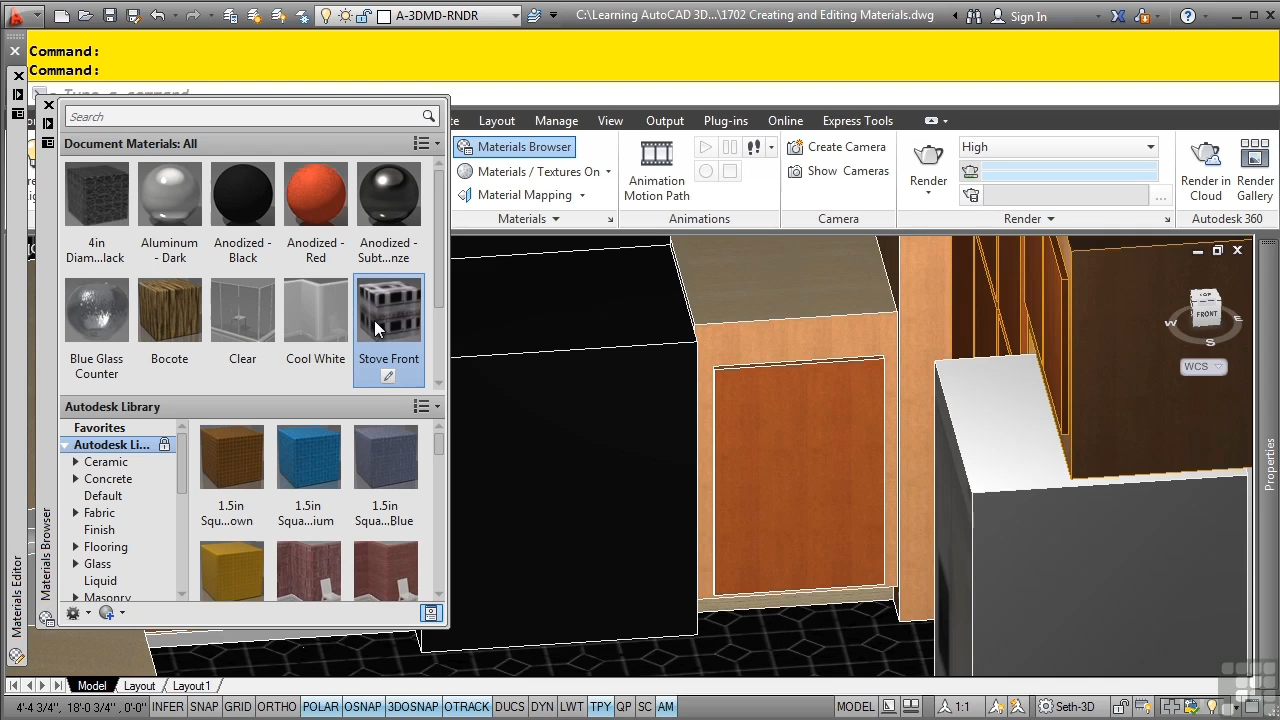 A-3DMD-RNDR
C:\Learning AutoCAD 3D...\1702 Creating and Editing Materials.dwg
Sign In
Command:
Command:
Type a command
Search
Layout Manage View Output Plug-ins Online Express Tools
Document Materials: All
Materials Browser
Materials / Textures On
Material Mapping
Materials
Animation
Motion Path
Animations
Create Camera
Show Cameras
Camera
Render
High
Render
Render in
Cloud
Render
Gallery
Autodesk 360
4in
Diam...lack
Aluminum
- Dark
Anodized -
Black
Anodized -
Red
Anodized -
Subt...nze
Blue Glass
Counter
Bocote
Clear
Cool White
Stove Front
Autodesk Library
Favorites
Autodesk Li...
Ceramic
Concrete
Default
Fabric
Finish
Flooring
Glass
Liquid
Masonry
1.5in
Squ...own
1.5in
Squa...ium
1.5in
Squa...Blue
Materials Browser
Materials Editor
TOP
FRONT
W
E
S
WCS
Properties
Model Layout Layout1
4'-4 3/4", 18'-0 3/4", 0'-0"
INFER SNAP GRID ORTHO POLAR OSNAP 3DOSNAP OTRACK DUCS DYN LWT TPY QP SC AM
MODEL
1:1
Seth-3D